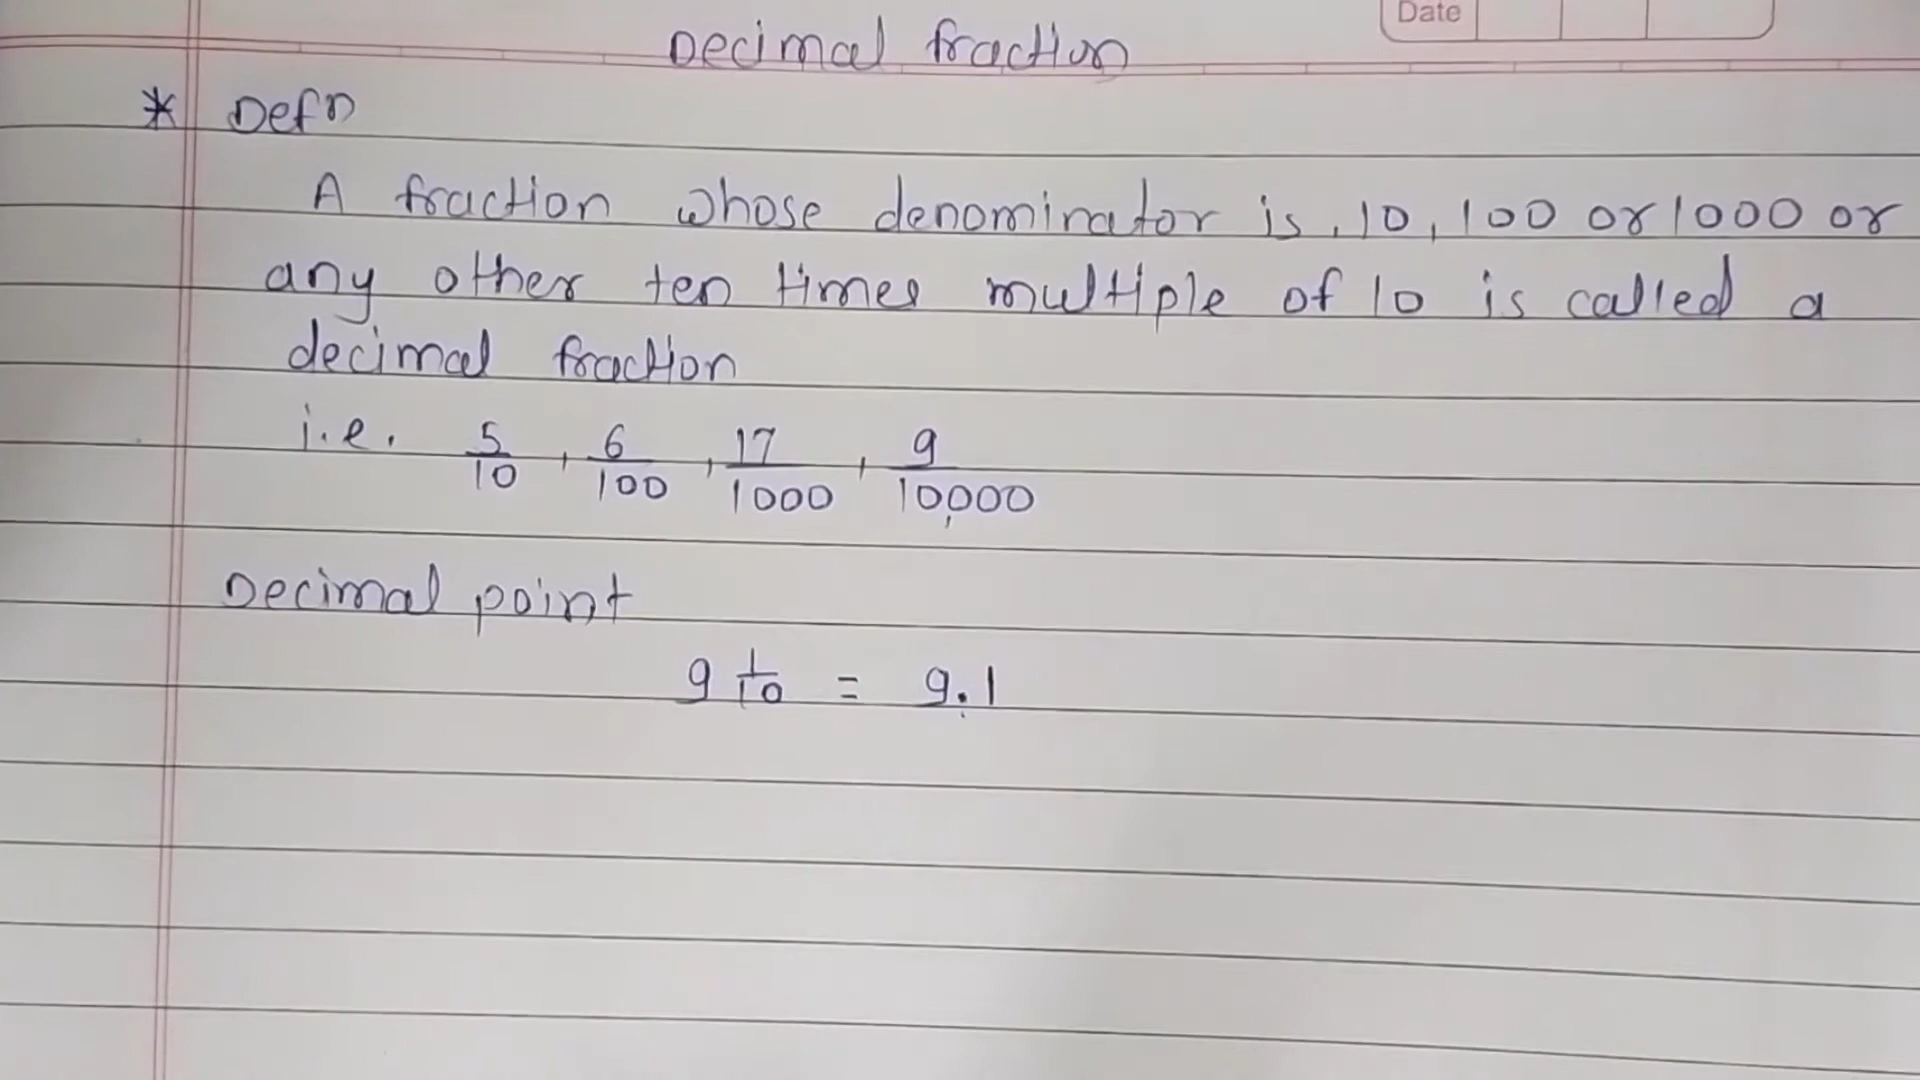 Date
Decimal fraction
* Defn
A fraction whose denominator is, 10, 100 or 1000 or
any other ten times multiple of 10 is called a
decimal fraction
i.e. 5/10, 6/100, 17/1000, 9/10,000
Decimal point
9 1/10 = 9.1